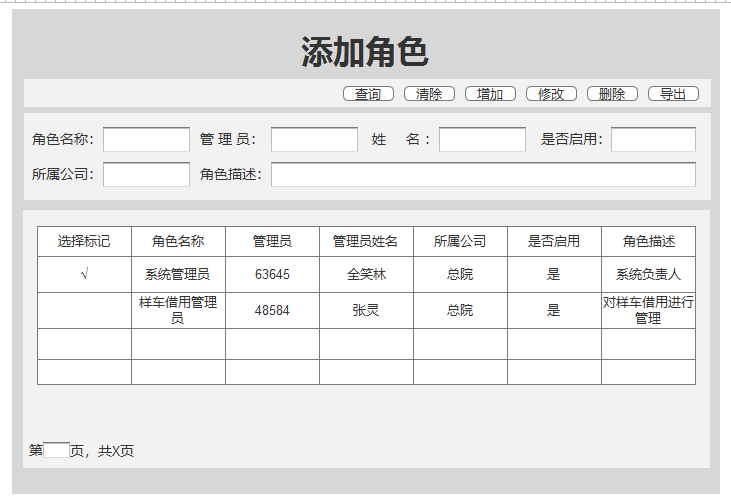 添加角色
查询 清除 增加 修改 删除 导出
角色名称： 管 理 员： 姓 名 ： 是否启用：
所属公司： 角色描述：
选择标记 角色名称 管理员 管理员姓名 所属公司 是否启用 角色描述
√ 系统管理员 63645 全笑林 总院 是 系统负责人
样车借用管理员 48584 张灵 总院 是 对样车借用进行管理
第 页，共X页